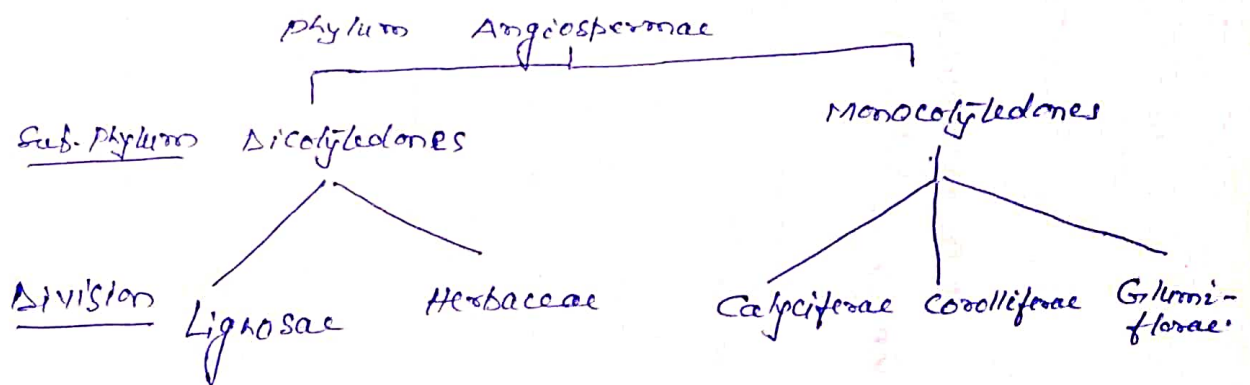 Phylum Angiospermae
Sub-Phylum Dicotyledones Monocotyledones
Division Lignosae Herbaceae Calyciferae Corolliferae Glumi-
florae.